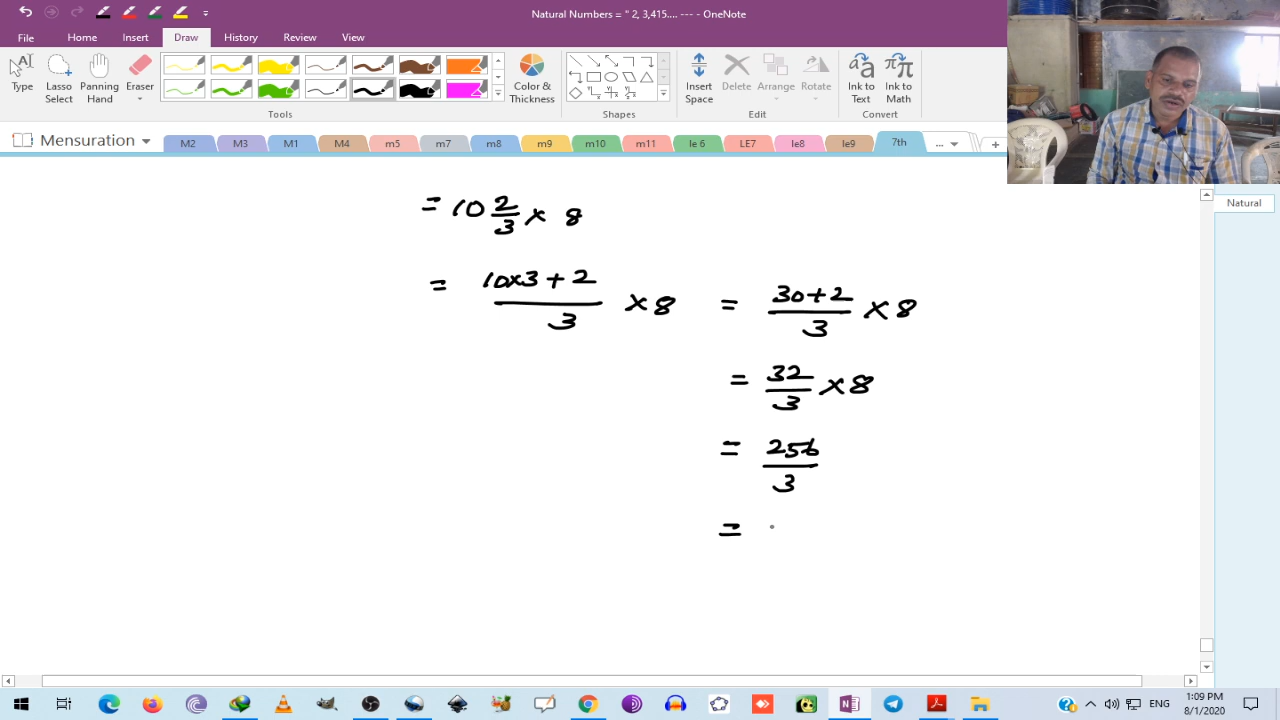 Natural Numbers = " 2, 3,415.... --- - OneNote
File Home Insert Draw History Review View
Type Lasso Select Panning Hand Eraser
Color & Thickness
Insert Space Delete Arrange Rotate Ink to Text Ink to Math
Tools Shapes Edit Convert
Mensuration M2 M3 M1 M4 m5 m7 m8 m9 m10 m11 le 6 LE7 le8 le9 7th ...
Natural
= 10 2/3 × 8
= 10×3+2/3 × 8 = 30+2/3 × 8
= 32/3 × 8
= 256/3
=
ENG 1:09 PM
8/1/2020